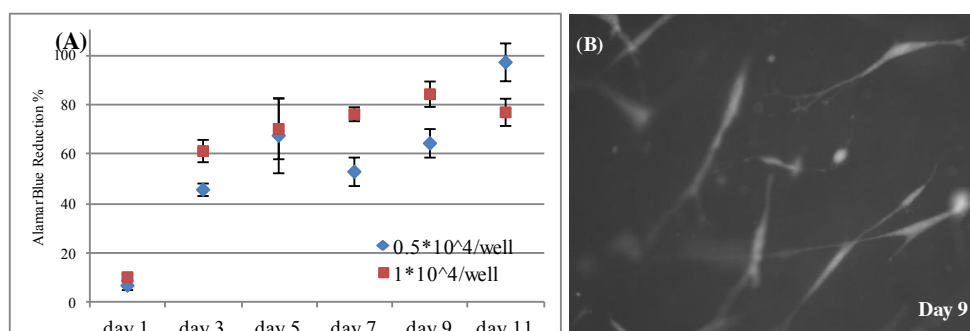 (A)
100
80
60
40
20
0
AlamarBlue Reduction %
0.5*10^4/well
1*10^4/well
day 1 day 3 day 5 day 7 day 9 day 11
(B)
Day 9